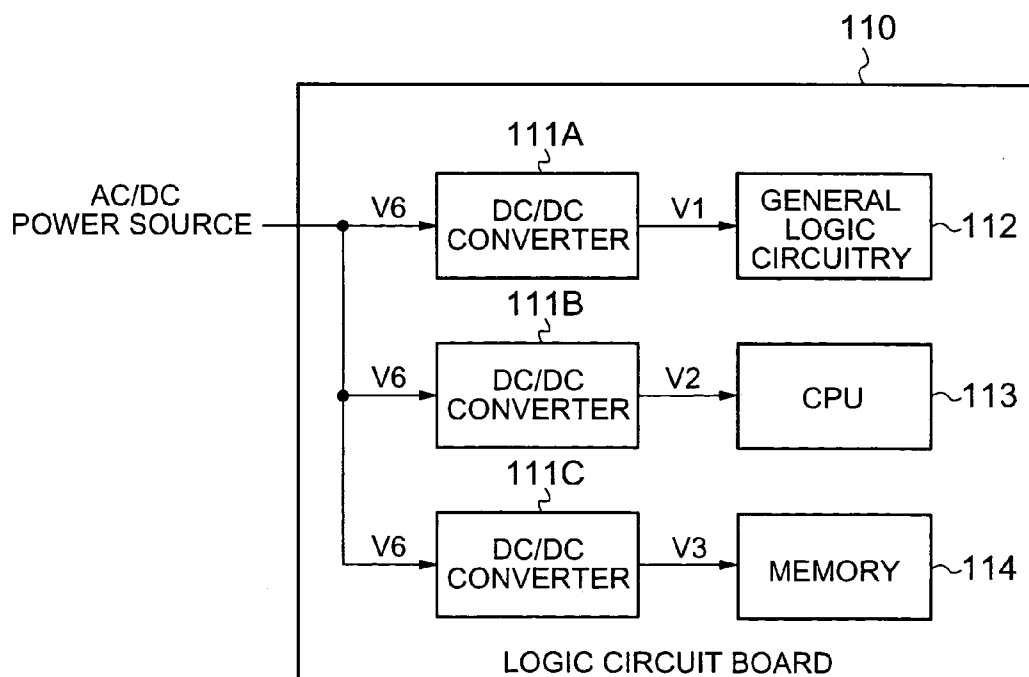 110
111A
AC/DC
POWER SOURCE
V6
DC/DC
CONVERTER
V1
GENERAL
LOGIC
CIRCUITRY
112
111B
V6
DC/DC
CONVERTER
V2
CPU
113
111C
V6
DC/DC
CONVERTER
V3
MEMORY
114
LOGIC CIRCUIT BOARD